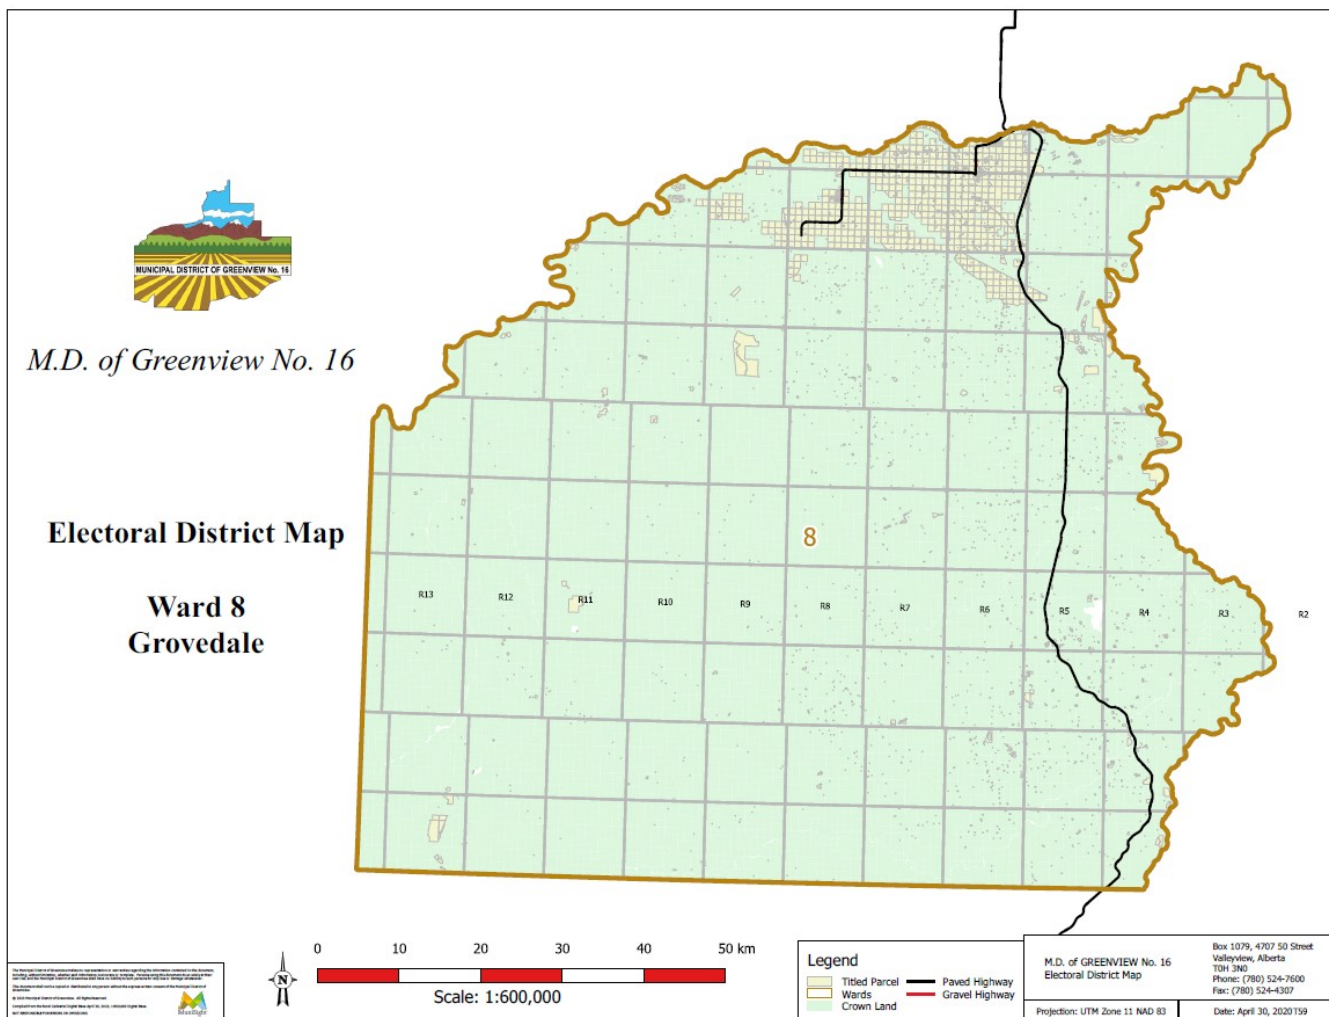 MUNICIPAL DISTRICT OF GREENVIEW No. 16
M.D. of Greenview No. 16
Electoral District Map
Ward 8
Grovedale
8
R13
R12
R11
R10
R9
R8
R7
R6
R5
R4
R3
R2
N
0 10 20 30 40 50 km
Scale: 1:600,000
Legend
Titled Parcel
Wards
Crown Land
Paved Highway
Gravel Highway
M.D. of GREENVIEW No. 16
Electoral District Map
Box 1079, 4707 50 Street
Valleyview, Alberta
T0H 3N0
Phone: (780) 524-7600
Fax: (780) 524-4307
Projection: UTM Zone 11 NAD 83
Date: April 30, 2020T59
MuniSight